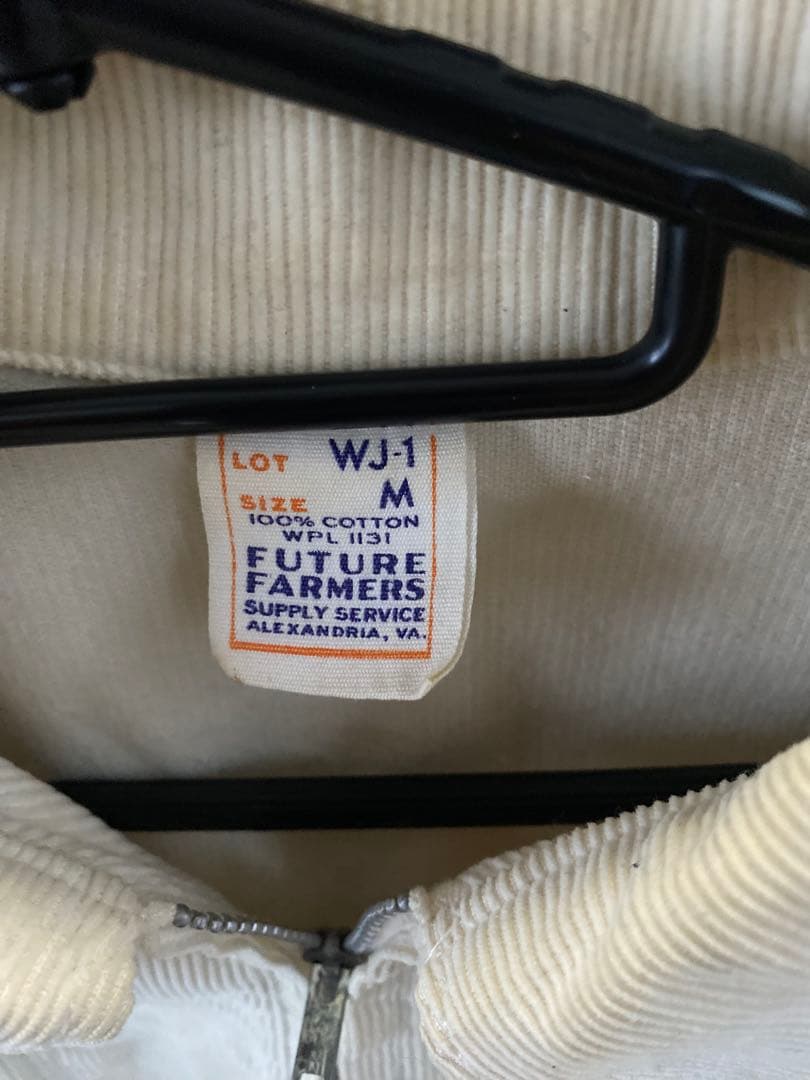 LOT WJ-1
SIZE M
100% COTTON
WPL 1131
FUTURE
FARMERS
SUPPLY SERVICE
ALEXANDRIA, VA.